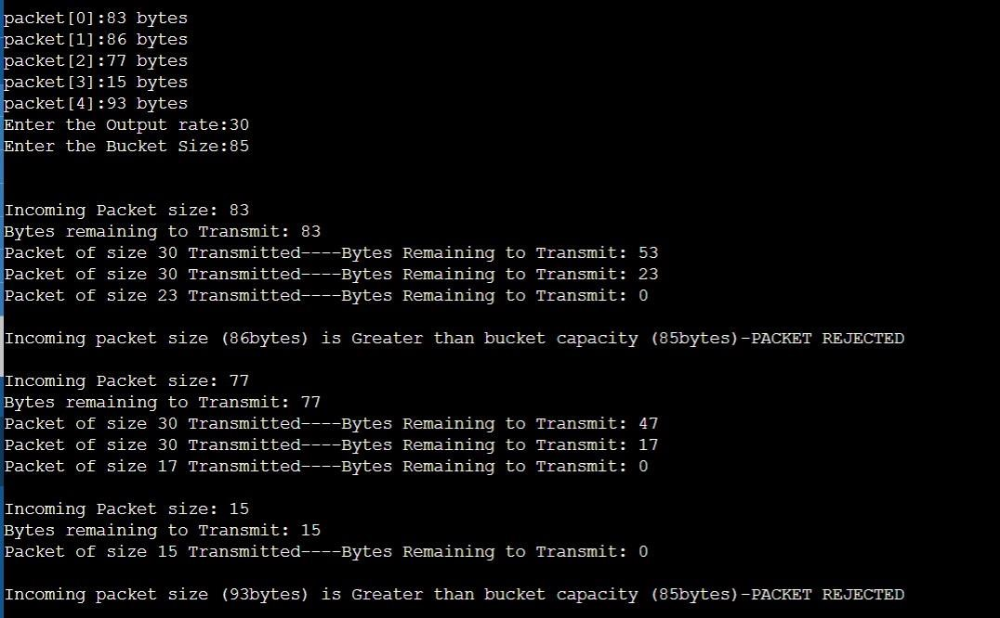 packet[0]:83 bytes
packet[1]:86 bytes
packet[2]:77 bytes
packet[3]:15 bytes
packet[4]:93 bytes
Enter the Output rate:30
Enter the Bucket Size:85
Incoming Packet size: 83
Bytes remaining to Transmit: 83
Packet of size 30 Transmitted----Bytes Remaining to Transmit: 53
Packet of size 30 Transmitted----Bytes Remaining to Transmit: 23
Packet of size 23 Transmitted----Bytes Remaining to Transmit: 0
Incoming packet size (86bytes) is Greater than bucket capacity (85bytes)-PACKET REJECTED
Incoming Packet size: 77
Bytes remaining to Transmit: 77
Packet of size 30 Transmitted----Bytes Remaining to Transmit: 47
Packet of size 30 Transmitted----Bytes Remaining to Transmit: 17
Packet of size 17 Transmitted----Bytes Remaining to Transmit: 0
Incoming Packet size: 15
Bytes remaining to Transmit: 15
Packet of size 15 Transmitted----Bytes Remaining to Transmit: 0
Incoming packet size (93bytes) is Greater than bucket capacity (85bytes)-PACKET REJECTED